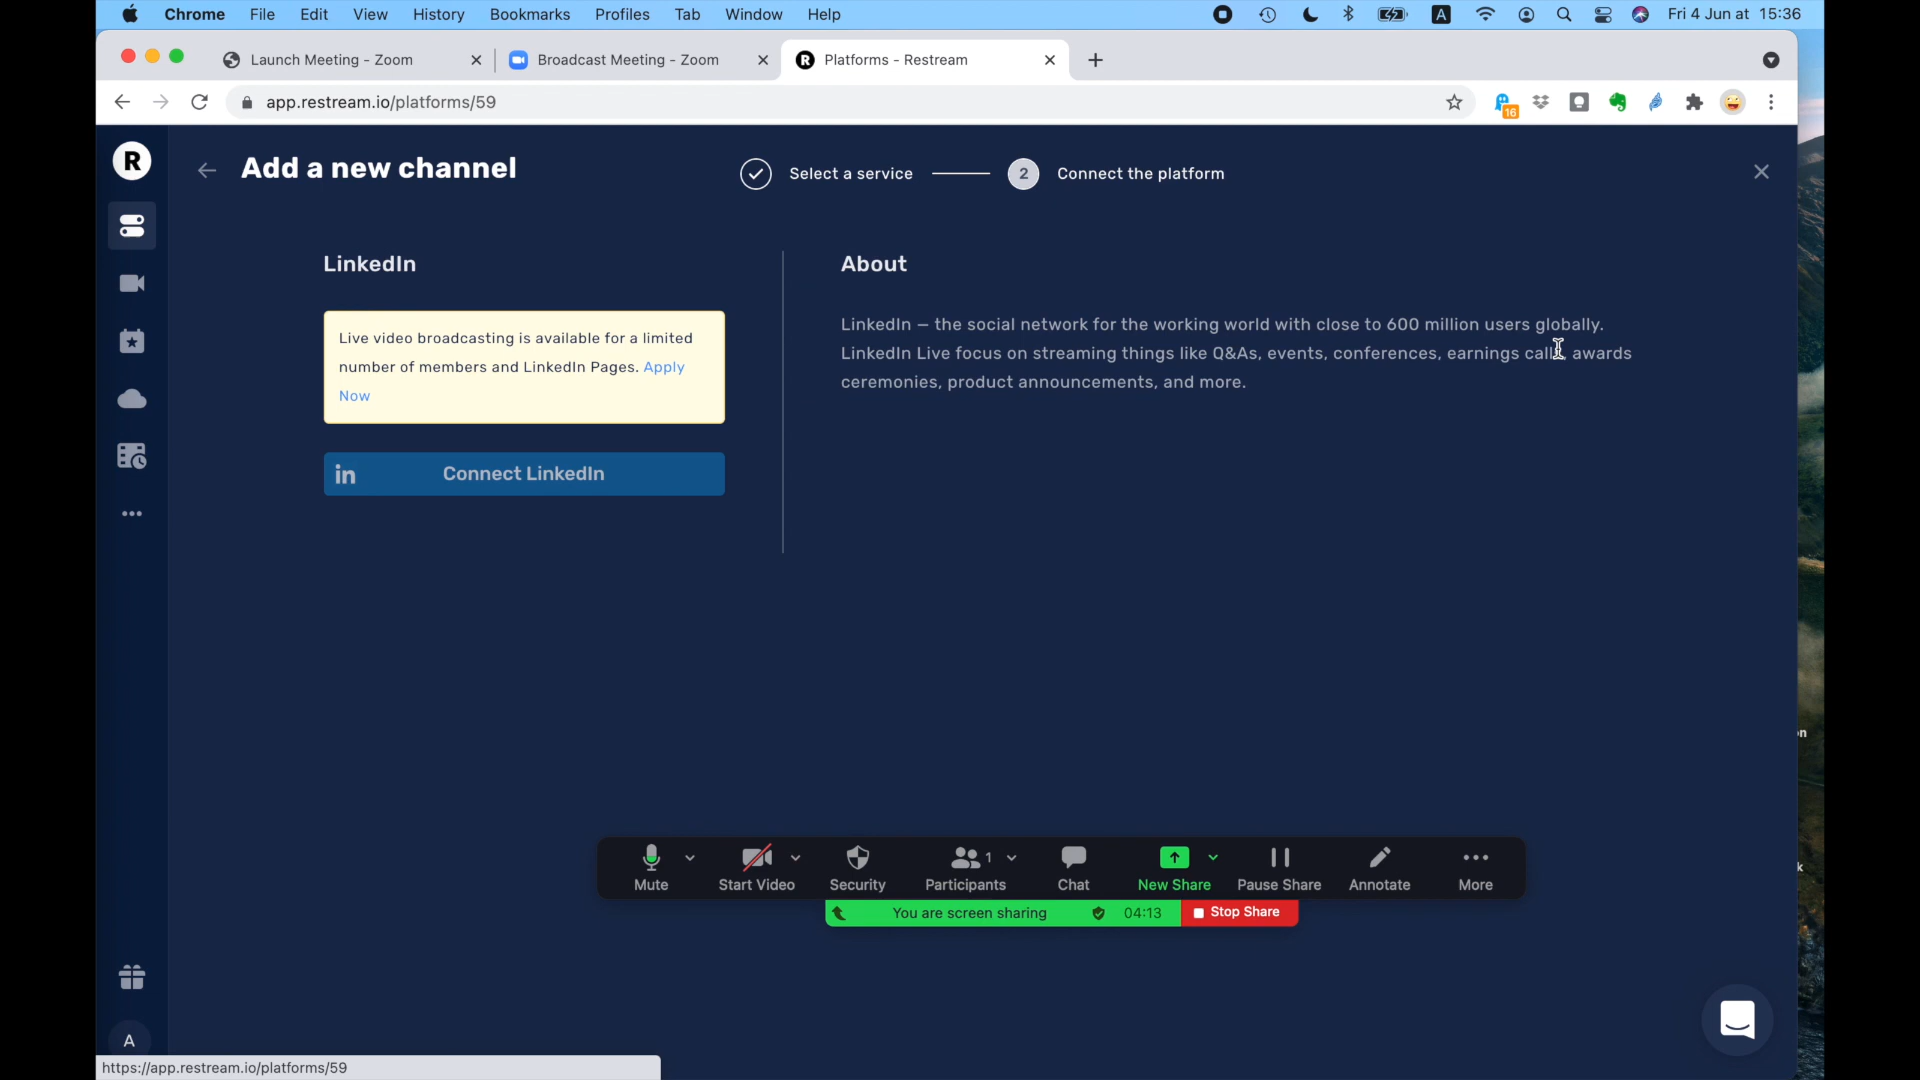 Chrome File Edit View History Bookmarks Profiles Tab Window Help A Fri 4 Jun at 15:36
Launch Meeting - Zoom Broadcast Meeting - Zoom R Platforms - Restream
app.restream.io/platforms/59 16
R Add a new channel Select a service 2 Connect the platform
LinkedIn
Live video broadcasting is available for a limited
number of members and LinkedIn Pages. Apply
Now
in Connect LinkedIn
About
LinkedIn – the social network for the working world with close to 600 million users globally.
LinkedIn Live focus on streaming things like Q&As, events, conferences, earnings calls, awards
ceremonies, product announcements, and more.
1
Mute Start Video Security Participants Chat New Share Pause Share Annotate More
You are screen sharing 04:13 Stop Share
on
k
A
https://app.restream.io/platforms/59